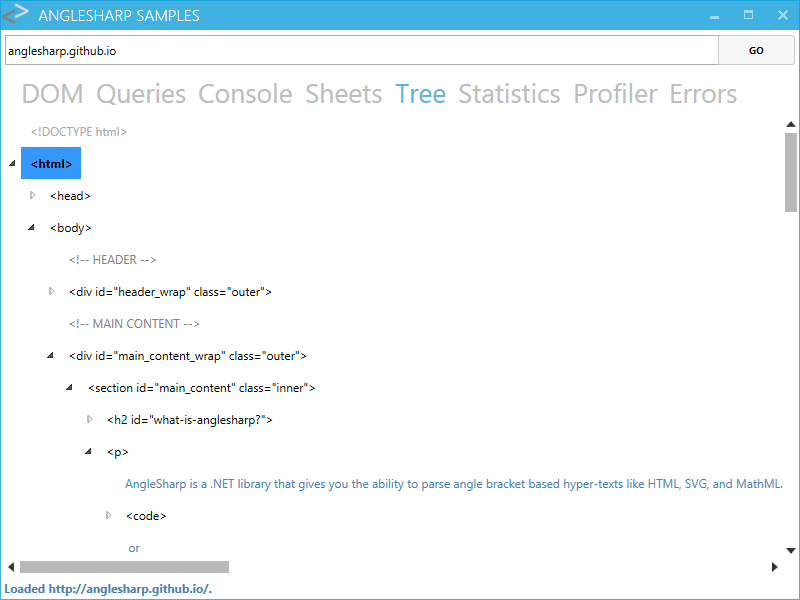 ANGLESHARP SAMPLES
anglesharp.github.io
GO
DOM Queries Console Sheets Tree Statistics Profiler Errors
<!DOCTYPE html>
<html>
<head>
<body>
<!-- HEADER -->
<div id="header_wrap" class="outer">
<!-- MAIN CONTENT -->
<div id="main_content_wrap" class="outer">
<section id="main_content" class="inner">
<h2 id="what-is-anglesharp?">
<p>
AngleSharp is a .NET library that gives you the ability to parse angle bracket based hyper-texts like HTML, SVG, and MathML.
<code>
or
Loaded http://anglesharp.github.io/.